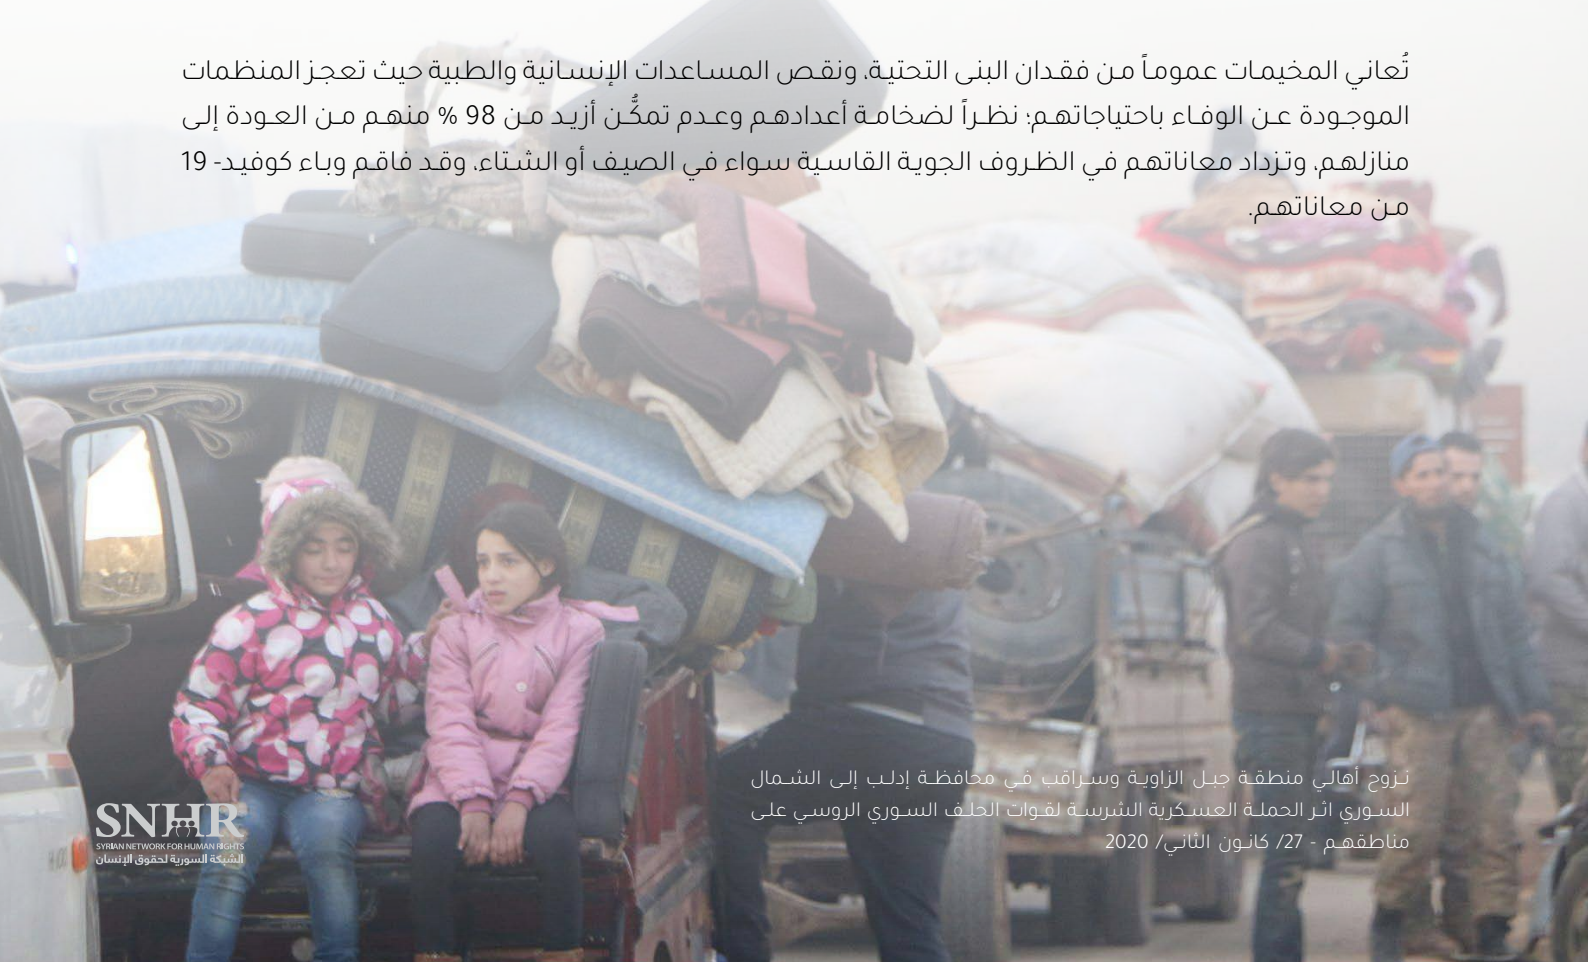 تُعاني المخيمات عموماً من فقدان البنى التحتية، ونقص المساعدات الإنسانية والطبية حيث تعجز المنظمات
الموجودة عن الوفاء باحتياجاتهم؛ نظراً لضخامة أعدادهم وعدم تمكُّن أزيد من 98 % منهم من العودة إلى
منازلهم، وتزداد معاناتهم في الظروف الجوية القاسية سواء في الصيف أو الشتاء، وقد فاقم وباء كوفيد- 19
من معاناتهم.
نزوح أهالي منطقة جبل الزاوية وسراقب في محافظة إدلب إلى الشمال
السوري اثر الحملة العسكرية الشرسة لقوات الحلف السوري الروسي على
مناطقهم - 27/ كانون الثاني/ 2020
SNHR
SYRIAN NETWORK FOR HUMAN RIGHTS
الشبكة السورية لحقوق الإنسان